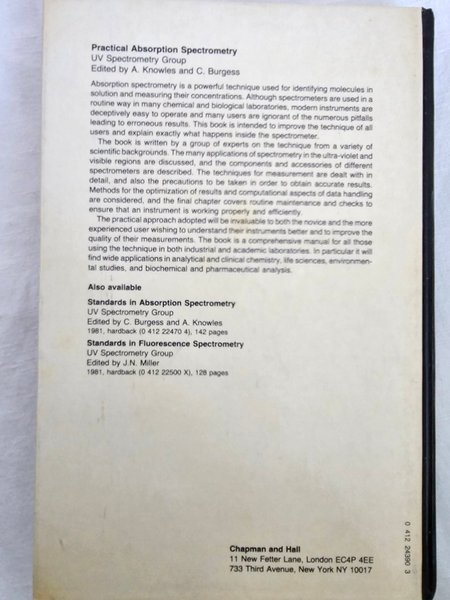 Practical Absorption Spectrometry
UV Spectrometry Group
Edited by A. Knowles and C. Burgess
Absorption spectrometry is a powerful technique used for identifying molecules in
solution and measuring their concentrations. Although spectrometers are used in a
routine way in many chemical and biological laboratories, modern instruments are
deceptively easy to operate and many users are ignorant of the numerous pitfalls
leading to erroneous results. This book is intended to improve the technique of all
users and explain exactly what happens inside the spectrometer.
The book is written by a group of experts on the technique from a variety of
scientific backgrounds. The many applications of spectrometry in the ultra-violet and
visible regions are discussed, and the components and accessories of different
spectrometers are described. The techniques for measurement are dealt with in
detail, and also the precautions to be taken in order to obtain accurate results.
Methods for the optimization of results and computational aspects of data handling
are considered, and the final chapter covers routine maintenance and checks to
ensure that an instrument is working properly and efficiently.
The practical approach adopted will be invaluable to both the novice and the more
experienced user wishing to understand their instruments better and to improve the
quality of their measurements. The book is a comprehensive manual for all those
using the technique in both industrial and academic laboratories. In particular it will
find wide applications in analytical and clinical chemistry, life sciences, environmen-
tal studies, and biochemical and pharmaceutical analysis.
Also available
Standards in Absorption Spectrometry
UV Spectrometry Group
Edited by C. Burgess and A. Knowles
1981, hardback (0 412 22470 4), 142 pages
Standards in Fluorescence Spectrometry
UV Spectrometry Group
Edited by J.N. Miller
1981, hardback (0 412 22500 X), 128 pages
Chapman and Hall
11 New Fetter Lane, London EC4P 4EE
733 Third Avenue, New York NY 10017
0 412 24390 3